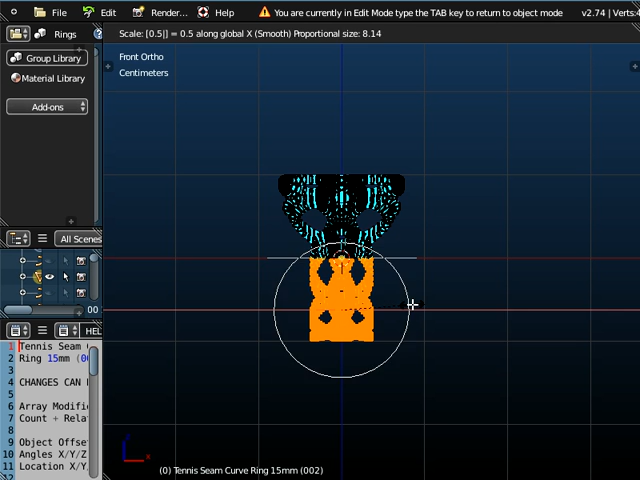 File Edit Render... Help You are currently in Edit Mode type the TAB key to return to object mode v2.74 | Verts:4
Rings Scale: [0.5|] = 0.5 along global X (Smooth) Proportional size: 8.14
Group Library
Material Library
Add-ons
Front Ortho
Centimeters
All Scenes
00
HEL
1 Tennis Seam
2 Ring 15mm (00
3
4 CHANGES CAN
5
6 Array Modifi
7 Count + Rela
8
9 Object Offse
10 Angles X/Y/Z
11 Location X/Y/
x
(0) Tennis Seam Curve Ring 15mm (002)